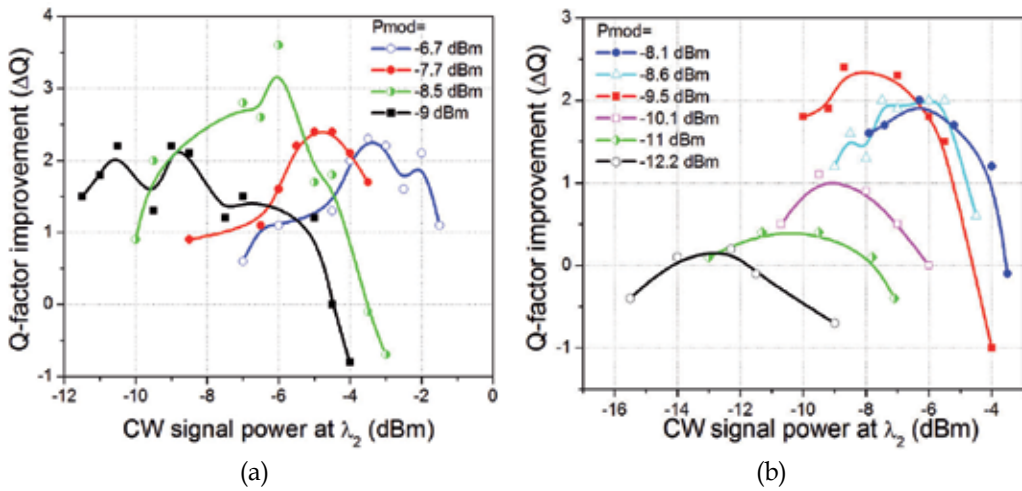 4
3
2
1
0
-1
-12
-10
-8
-6
-4
-2
0
Q-factor improvement (ΔQ)
CW signal power at λ2 (dBm)
Pmod=
-6.7 dBm
-7.7 dBm
-8.5 dBm
-9 dBm
(a)
3
2
1
0
-1
-16
-14
-12
-10
-8
-6
-4
Q-factor improvement (ΔQ)
CW signal power at λ2 (dBm)
Pmod=
-8.1 dBm
-8.6 dBm
-9.5 dBm
-10.1 dBm
-11 dBm
-12.2 dBm
(b)